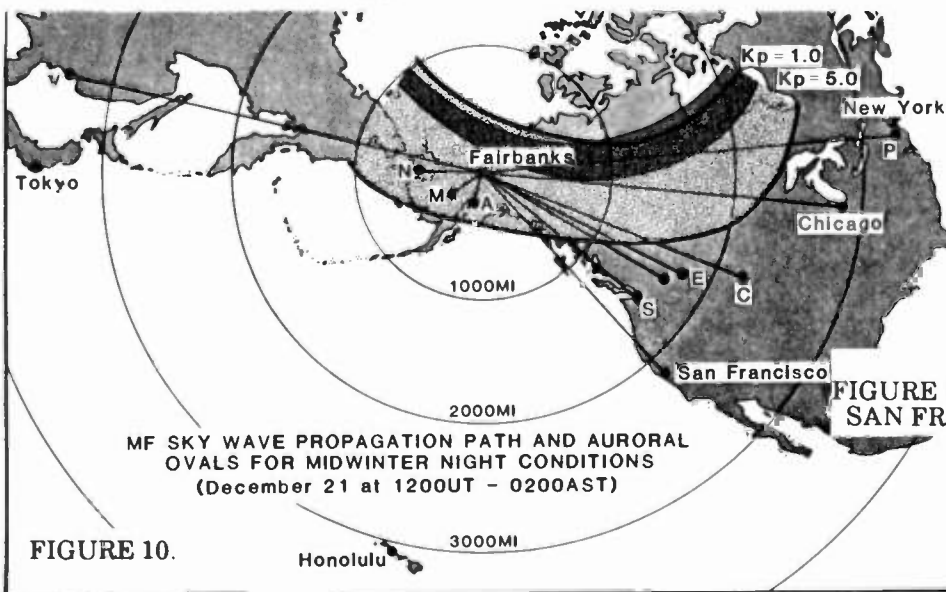 Kp = 1.0
Kp = 5.0
New York
V
P
Fairbanks
N
Tokyo
M
A
Chicago
1000MI
E
C
S
San Francisco
FIGURE
SAN FR
2000MI
MF SKY WAVE PROPAGATION PATH AND AURORAL
OVALS FOR MIDWINTER NIGHT CONDITIONS
(December 21 at 1200UT - 0200AST)
3000MI
FIGURE 10.
Honolulu